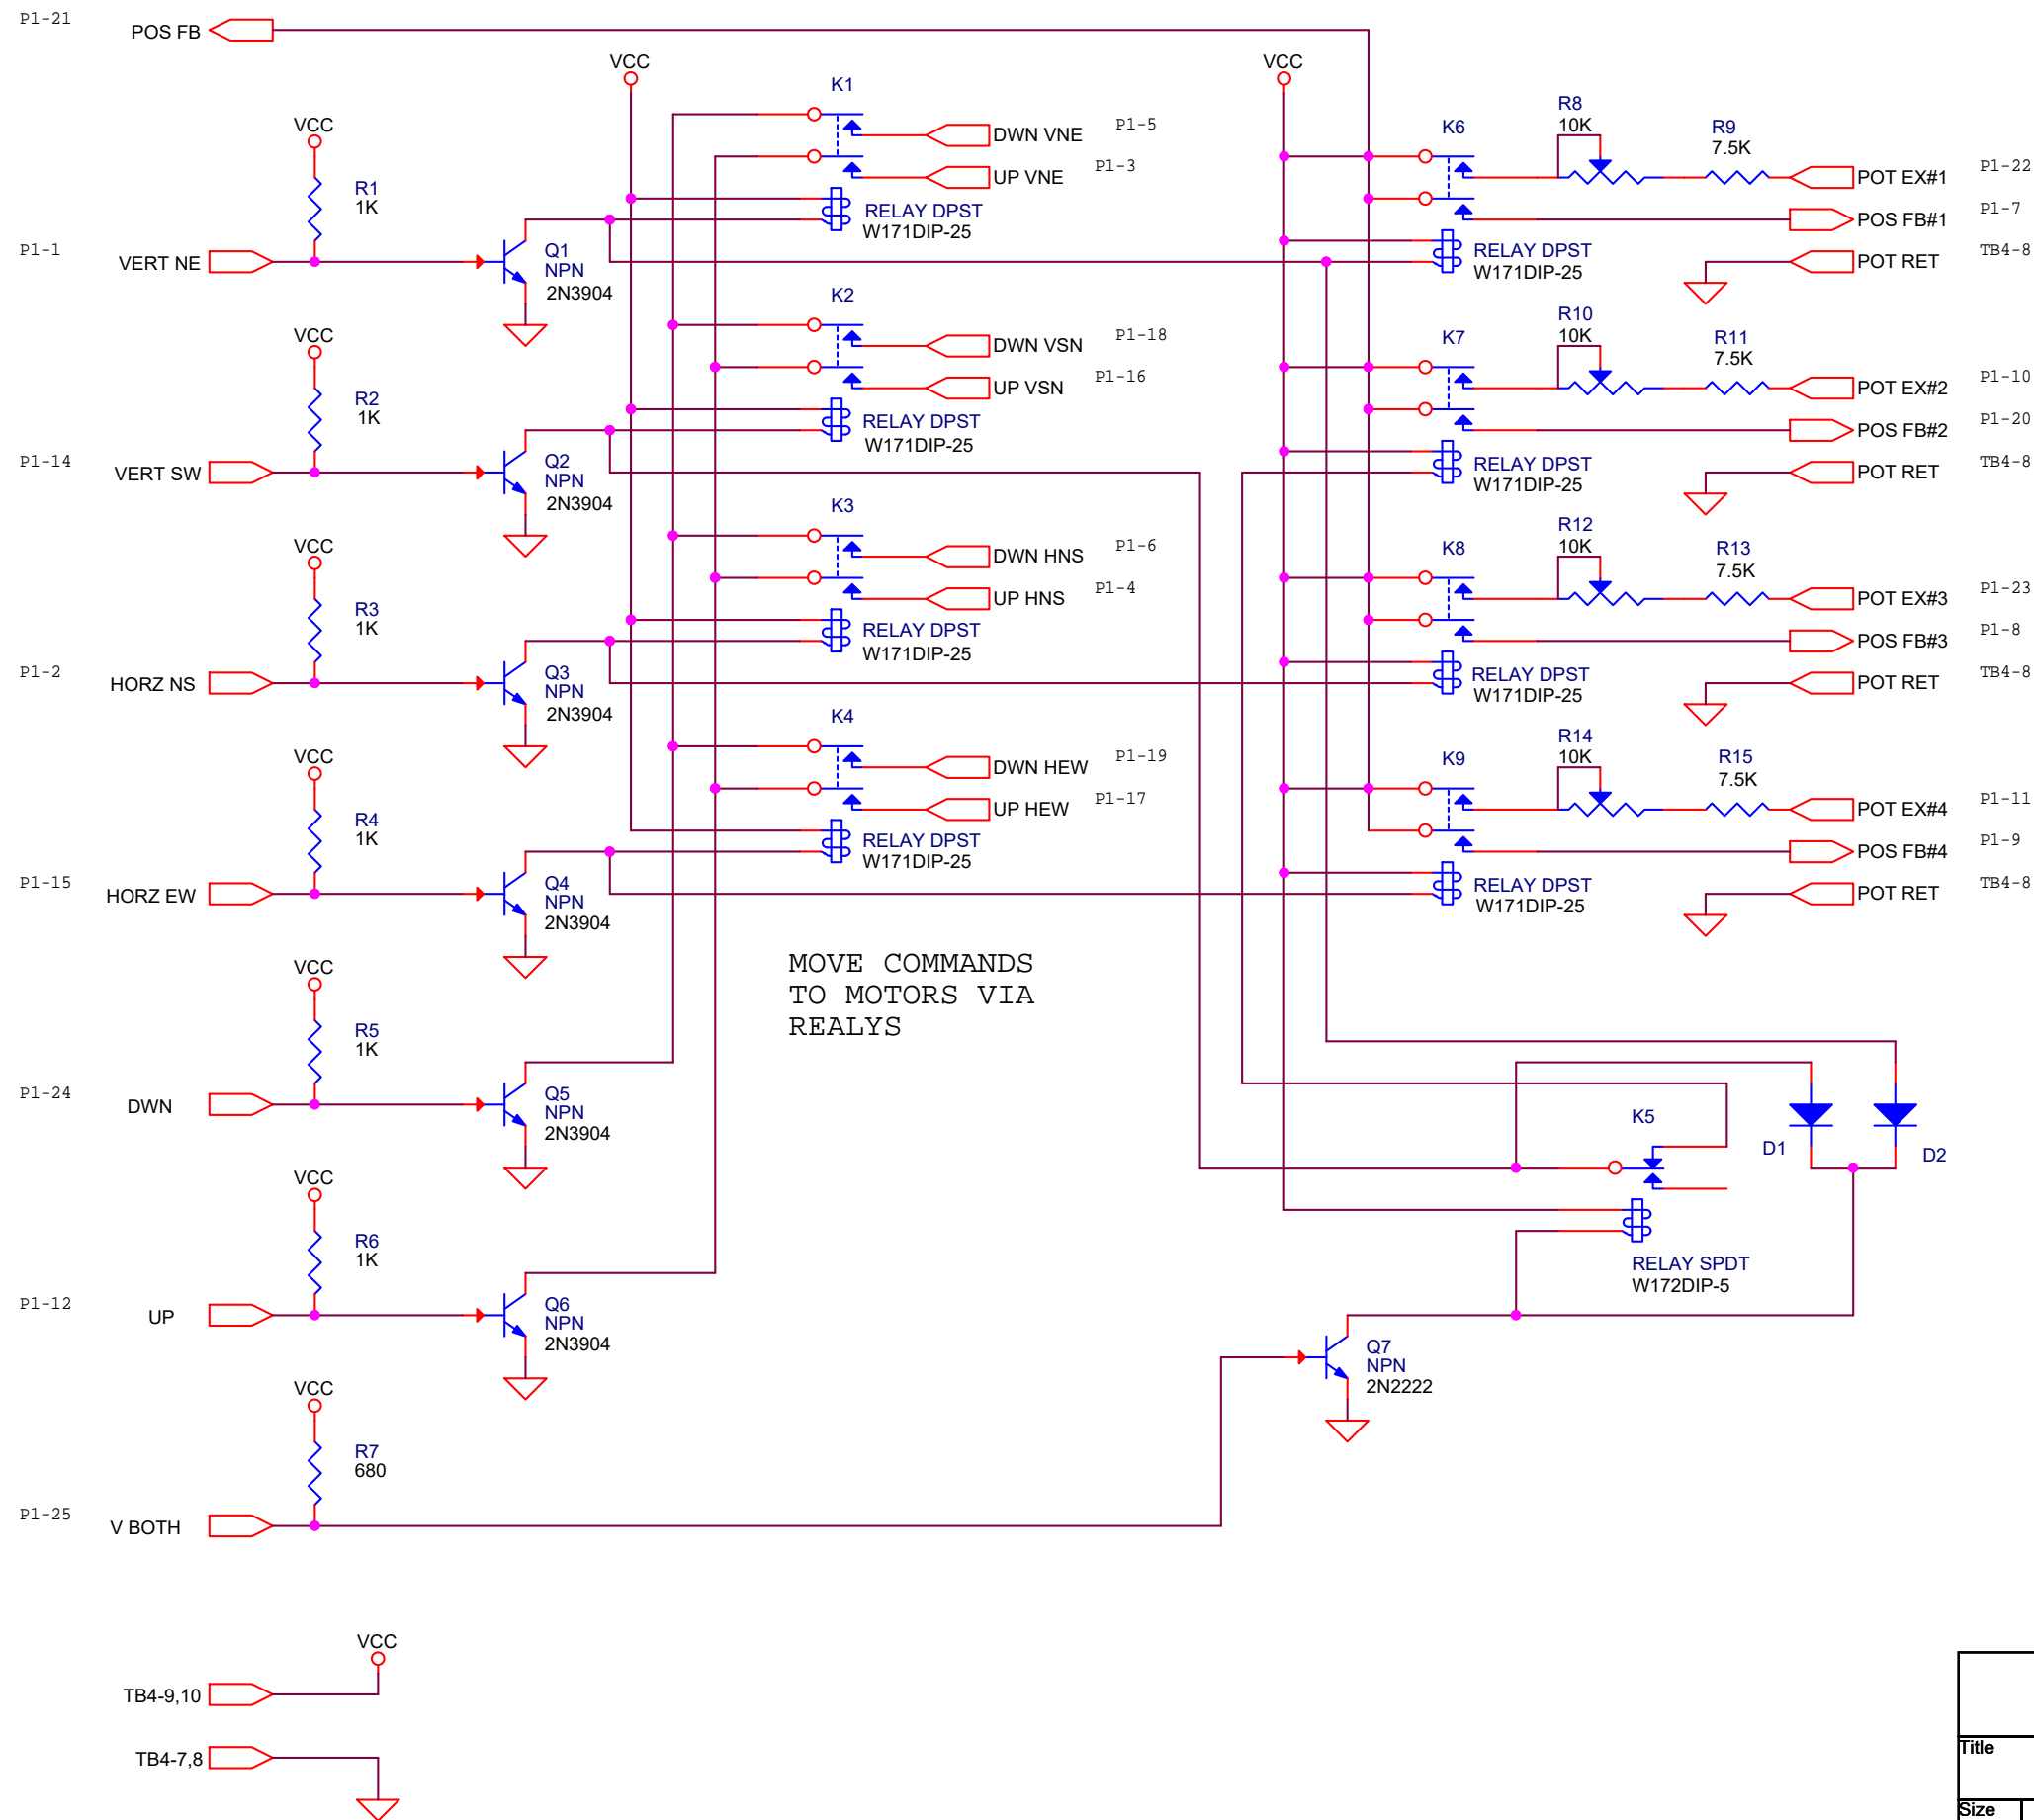 P1-21 POS FB
VCC VCC
K1
DWN VNE P1-5
UP VNE P1-3
RELAY DPST
W171DIP-25
VCC
R1
1K
P1-1 VERT NE
Q1
NPN
2N3904
K6
R8
10K
R9
7.5K
POT EX#1 P1-22
POS FB#1 P1-7
RELAY DPST
W171DIP-25
POT RET TB4-8
K2
DWN VSN P1-18
UP VSN P1-16
RELAY DPST
W171DIP-25
VCC
R2
1K
P1-14 VERT SW
Q2
NPN
2N3904
K7
R10
10K
R11
7.5K
POT EX#2 P1-10
POS FB#2 P1-20
RELAY DPST
W171DIP-25
POT RET TB4-8
K3
DWN HNS P1-6
UP HNS P1-4
RELAY DPST
W171DIP-25
VCC
R3
1K
P1-2 HORZ NS
Q3
NPN
2N3904
K8
R12
10K
R13
7.5K
POT EX#3 P1-23
POS FB#3 P1-8
RELAY DPST
W171DIP-25
POT RET TB4-8
K4
DWN HEW P1-19
UP HEW P1-17
RELAY DPST
W171DIP-25
VCC
R4
1K
P1-15 HORZ EW
Q4
NPN
2N3904
K9
R14
10K
R15
7.5K
POT EX#4 P1-11
POS FB#4 P1-9
RELAY DPST
W171DIP-25
POT RET TB4-8
MOVE COMMANDS
TO MOTORS VIA
REALYS
VCC
R5
1K
P1-24 DWN
Q5
NPN
2N3904
K5
D1 D2
RELAY SPDT
W172DIP-5
VCC
R6
1K
P1-12 UP
Q6
NPN
2N3904
Q7
NPN
2N2222
VCC
R7
680
P1-25 V BOTH
VCC
TB4-9,10
TB4-7,8
Title
Size